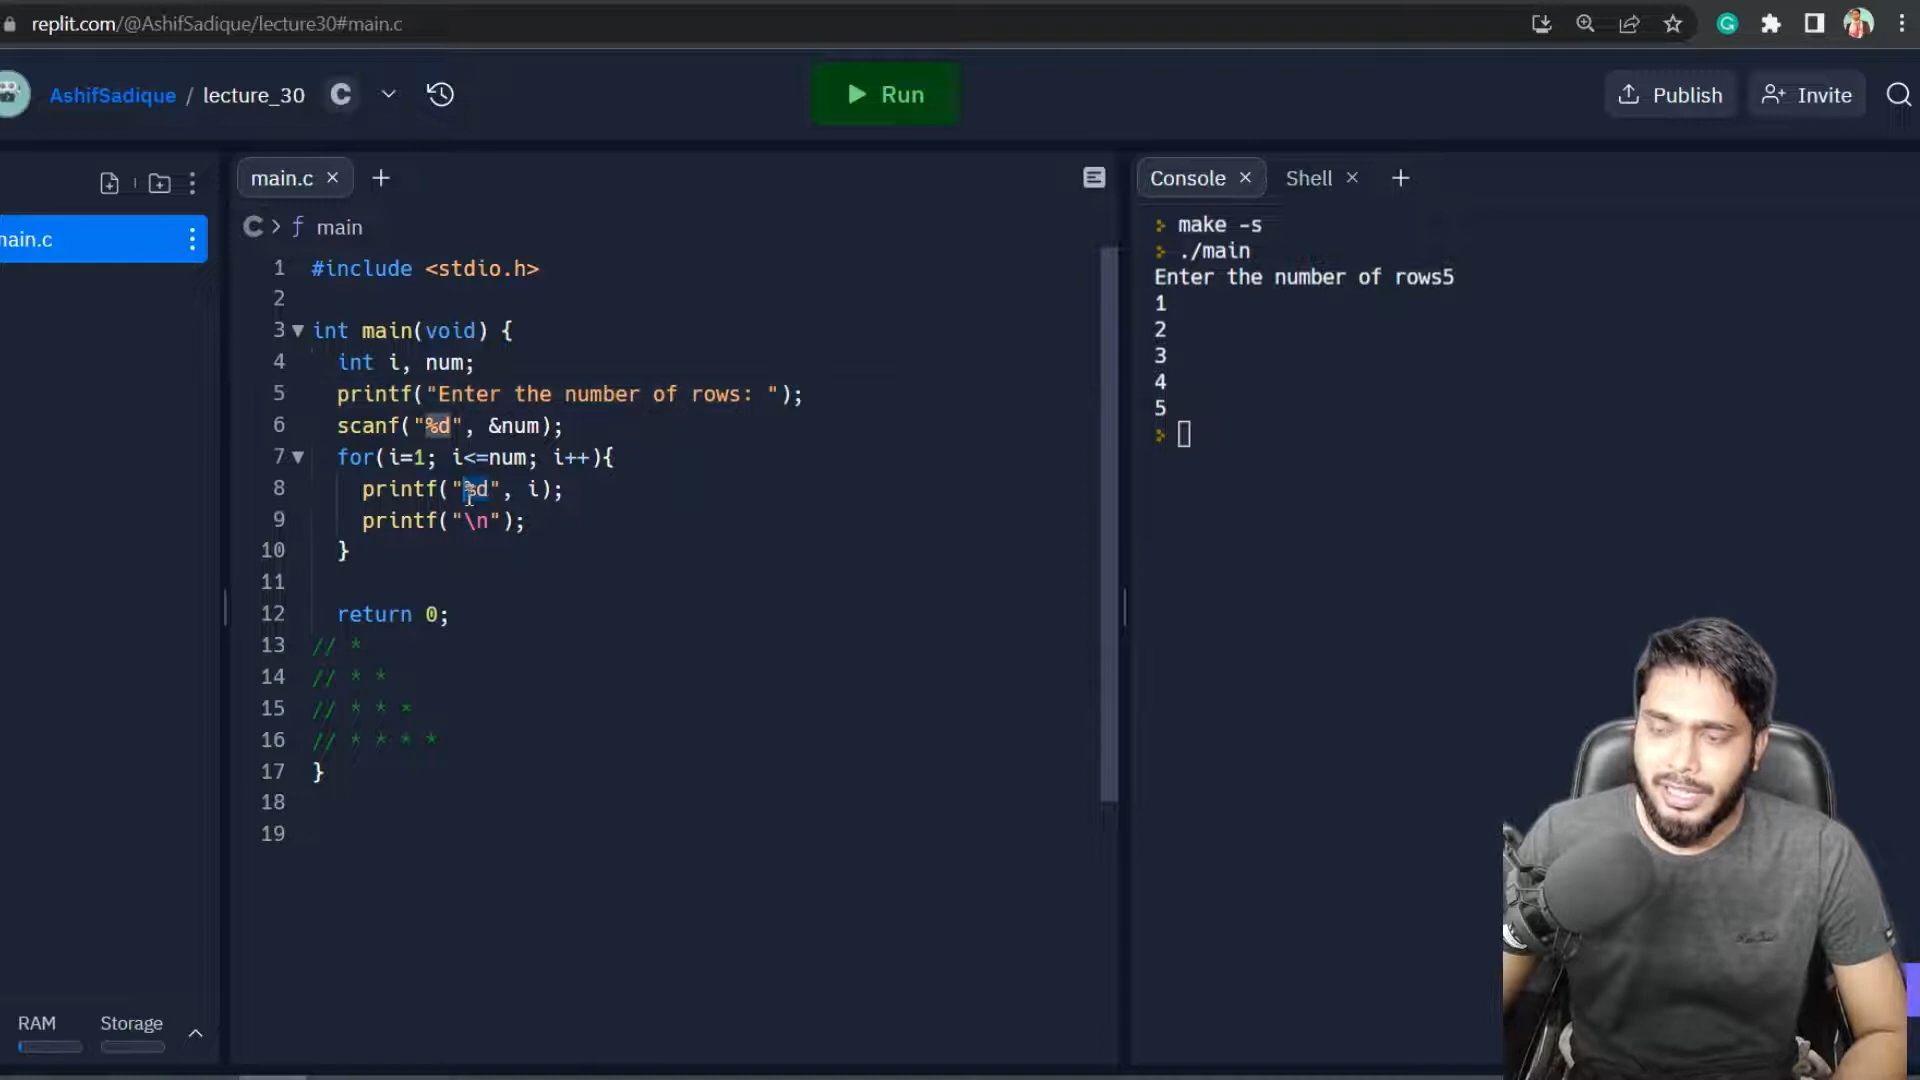 replit.com/@AshifSadique/lecture30#main.c
AshifSadique / lecture_30
Run
Publish
Invite
main.c
Console
Shell
main
main.c
1 #include <stdio.h>
2
3 int main(void) {
4 int i, num;
5 printf("Enter the number of rows: ");
6 scanf("%d", &num);
7 for(i=1; i<=num; i++){
8 printf("%d", i);
9 printf("\n");
10 }
11
12 return 0;
13 // *
14 // * *
15 // * * *
16 // * * * *
17 }
18
19
make -s
./main
Enter the number of rows5
1
2
3
4
5
RAM
Storage